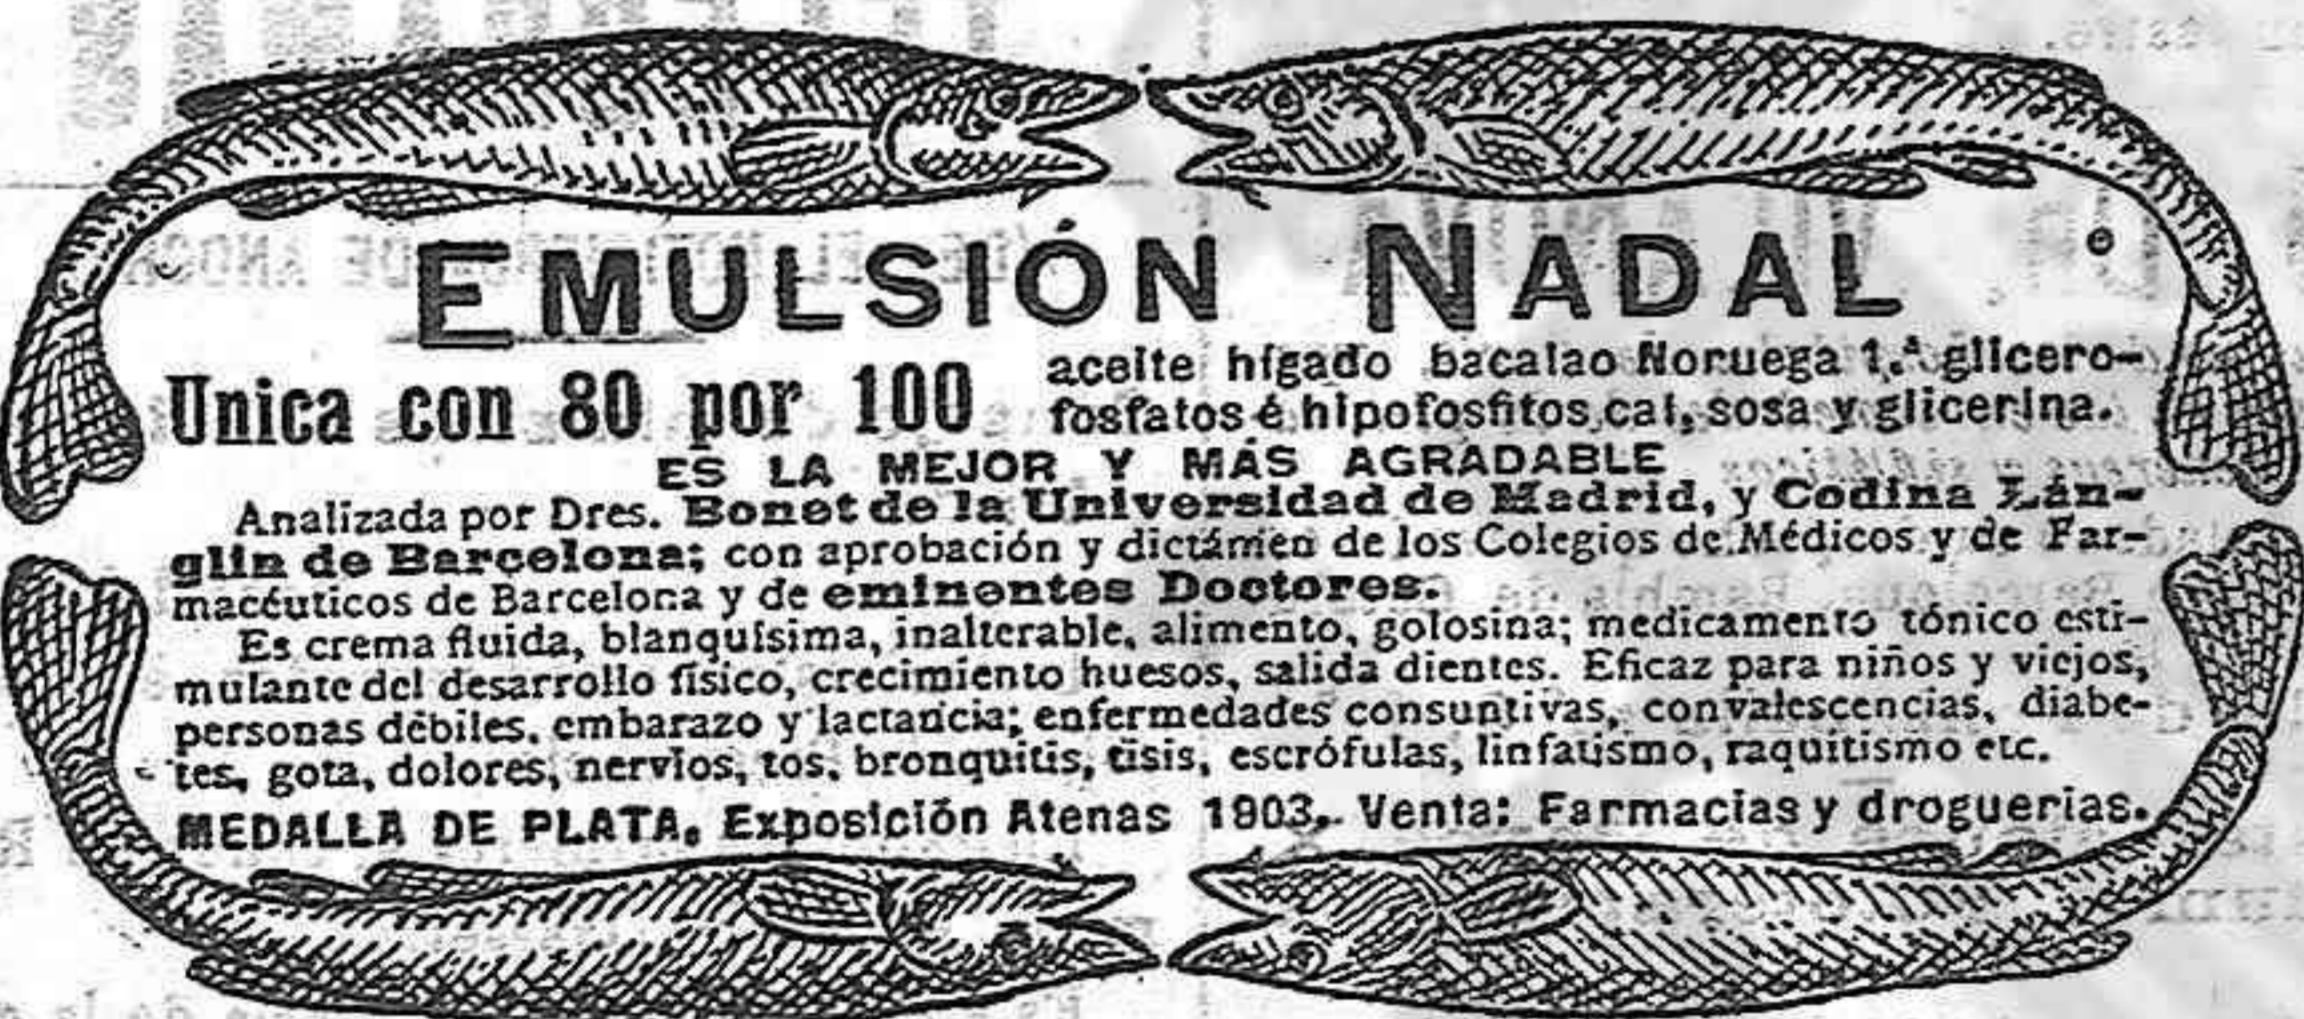 EMULSIÓN NADAL
Unica con 80 por 100 aceite hígado bacalao Noruega 1.ª glicero-
fosfatos é hipofosfitos, cal, sosa y glicerina.
ES LA MEJOR Y MÁS AGRADABLE
Analizada por Dres. Bonet de la Universidad de Madrid, y Codina Lán-
glin de Barcelona; con aprobación y dictámen de los Colegios de Médicos y de Far-
macéuticos de Barcelona y de eminentes Doctores.
Es crema fluida, blanquísima, inalterable, alimento, golosina; medicamento tónico esti-
mulante del desarrollo físico, crecimiento huesos, salida dientes. Eficaz para niños y viejos,
personas débiles, embarazo y lactancia; enfermedades consuntivas, convalescencias, diabe-
tes, gota, dolores, nervios, tos, bronquitis, tisis, escrófulas, linfatismo, raquitismo etc.
MEDALLA DE PLATA. Exposición Atenas 1903. Venta: Farmacias y droguerias.